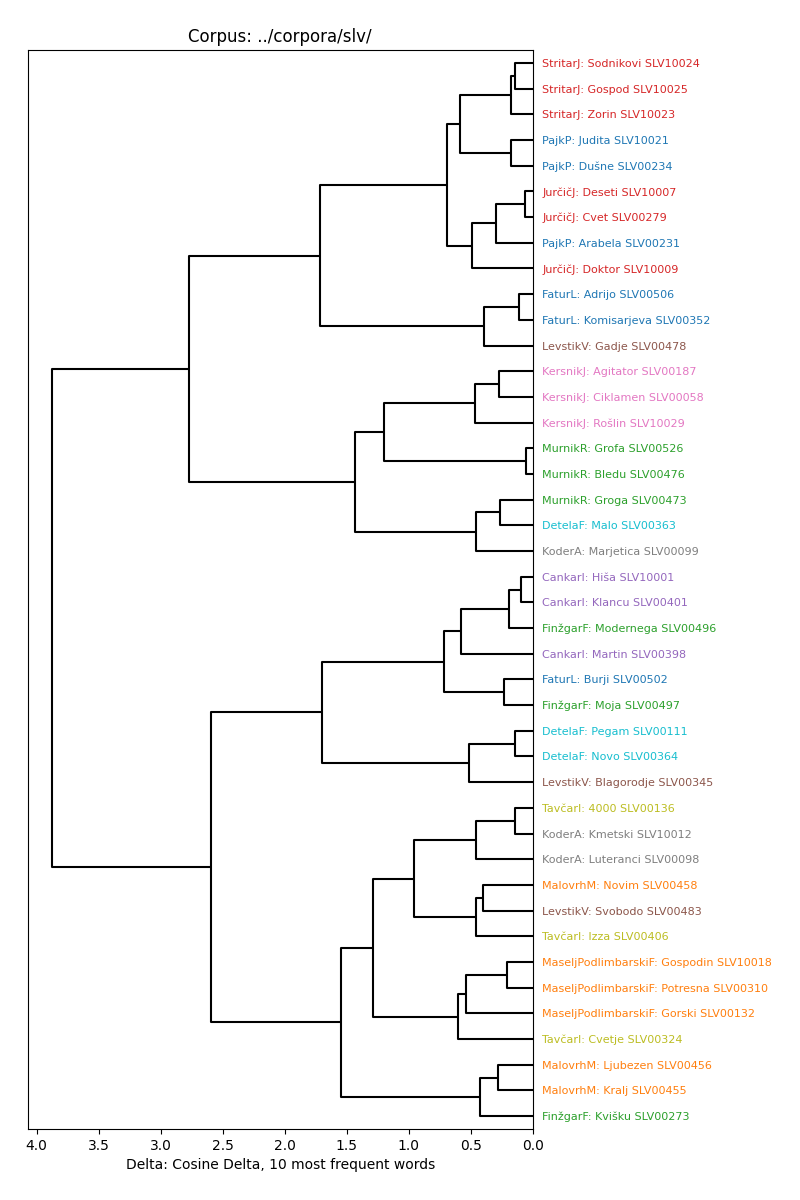 Corpus: ../corpora/slv/
StritarJ: Sodnikovi SLV10024
StritarJ: Gospod SLV10025
StritarJ: Zorin SLV10023
PajkP: Judita SLV10021
PajkP: Dušne SLV00234
JurčičJ: Deseti SLV10007
JurčičJ: Cvet SLV00279
PajkP: Arabela SLV00231
JurčičJ: Doktor SLV10009
FaturL: Adrijo SLV00506
FaturL: Komisarjeva SLV00352
LevstikV: Gadje SLV00478
KersnikJ: Agitator SLV00187
KersnikJ: Ciklamen SLV00058
KersnikJ: Rošlin SLV10029
MurnikR: Grofa SLV00526
MurnikR: Bledu SLV00476
MurnikR: Groga SLV00473
DetelaF: Malo SLV00363
KoderA: Marjetica SLV00099
CankarI: Hiša SLV10001
CankarI: Klancu SLV00401
FinžgarF: Modernega SLV00496
CankarI: Martin SLV00398
FaturL: Burji SLV00502
FinžgarF: Moja SLV00497
DetelaF: Pegam SLV00111
DetelaF: Novo SLV00364
LevstikV: Blagorodje SLV00345
TavčarI: 4000 SLV00136
KoderA: Kmetski SLV10012
KoderA: Luteranci SLV00098
MalovrhM: Novim SLV00458
LevstikV: Svobodo SLV00483
TavčarI: Izza SLV00406
MaseljPodlimbarskiF: Gospodin SLV10018
MaseljPodlimbarskiF: Potresna SLV00310
MaseljPodlimbarskiF: Gorski SLV00132
TavčarI: Cvetje SLV00324
MalovrhM: Ljubezen SLV00456
MalovrhM: Kralj SLV00455
FinžgarF: Kvišku SLV00273
4.0 3.5 3.0 2.5 2.0 1.5 1.0 0.5 0.0
Delta: Cosine Delta, 10 most frequent words